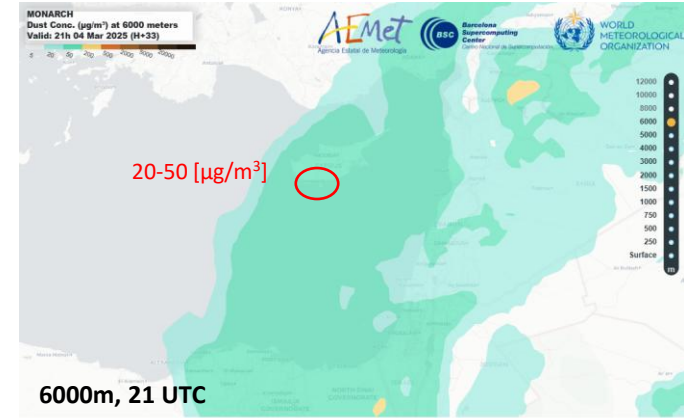 MONARCH
Dust Conc. (µg/m³) at 6000 meters
Valid: 21h 04 Mar 2025 (H+33)
5 20 50 200 500 2000 5000 20000
AEMet
Agencia Estatal de Meteorología
BSC
Barcelona
Supercomputing
Center
Centro Nacional de Supercomputación
WORLD
METEOROLOGICAL
ORGANIZATION
12000
10000
8000
6000
5000
4000
3000
2000
1500
1000
750
500
250
Surface
m
20-50 [µg/m³]
6000m, 21 UTC